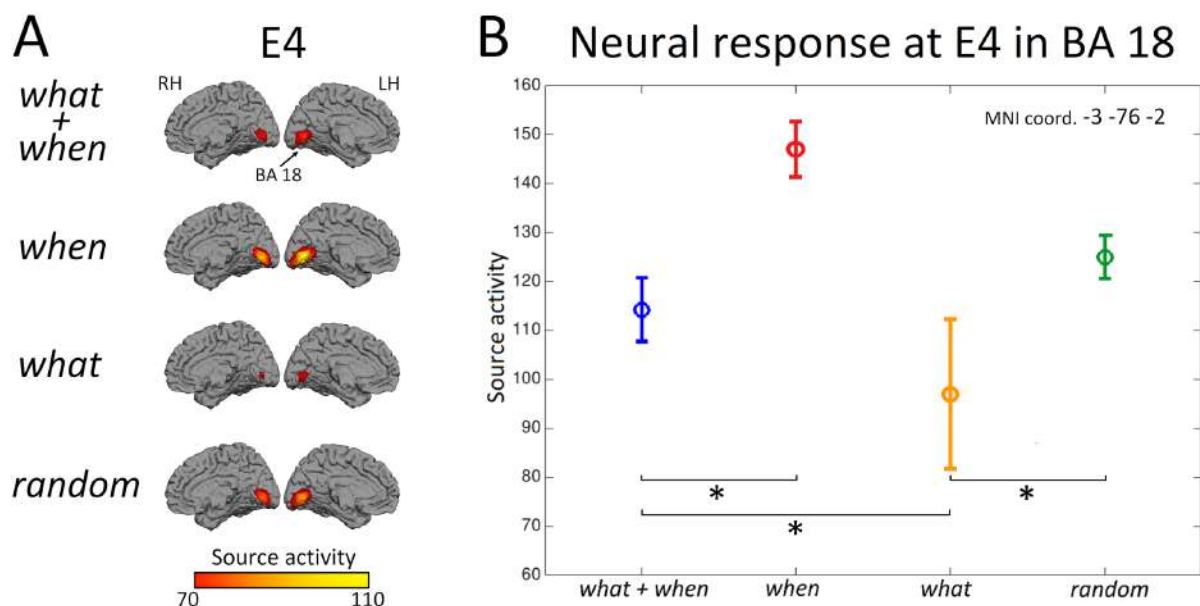 A
E4
what
+
when
RH
LH
BA 18
when
what
random
Source activity
70
110
B
Neural response at E4 in BA 18
MNI coord. -3 -76 -2
Source activity
160
150
140
130
120
110
100
90
80
70
60
*
*
*
what + when
when
what
random